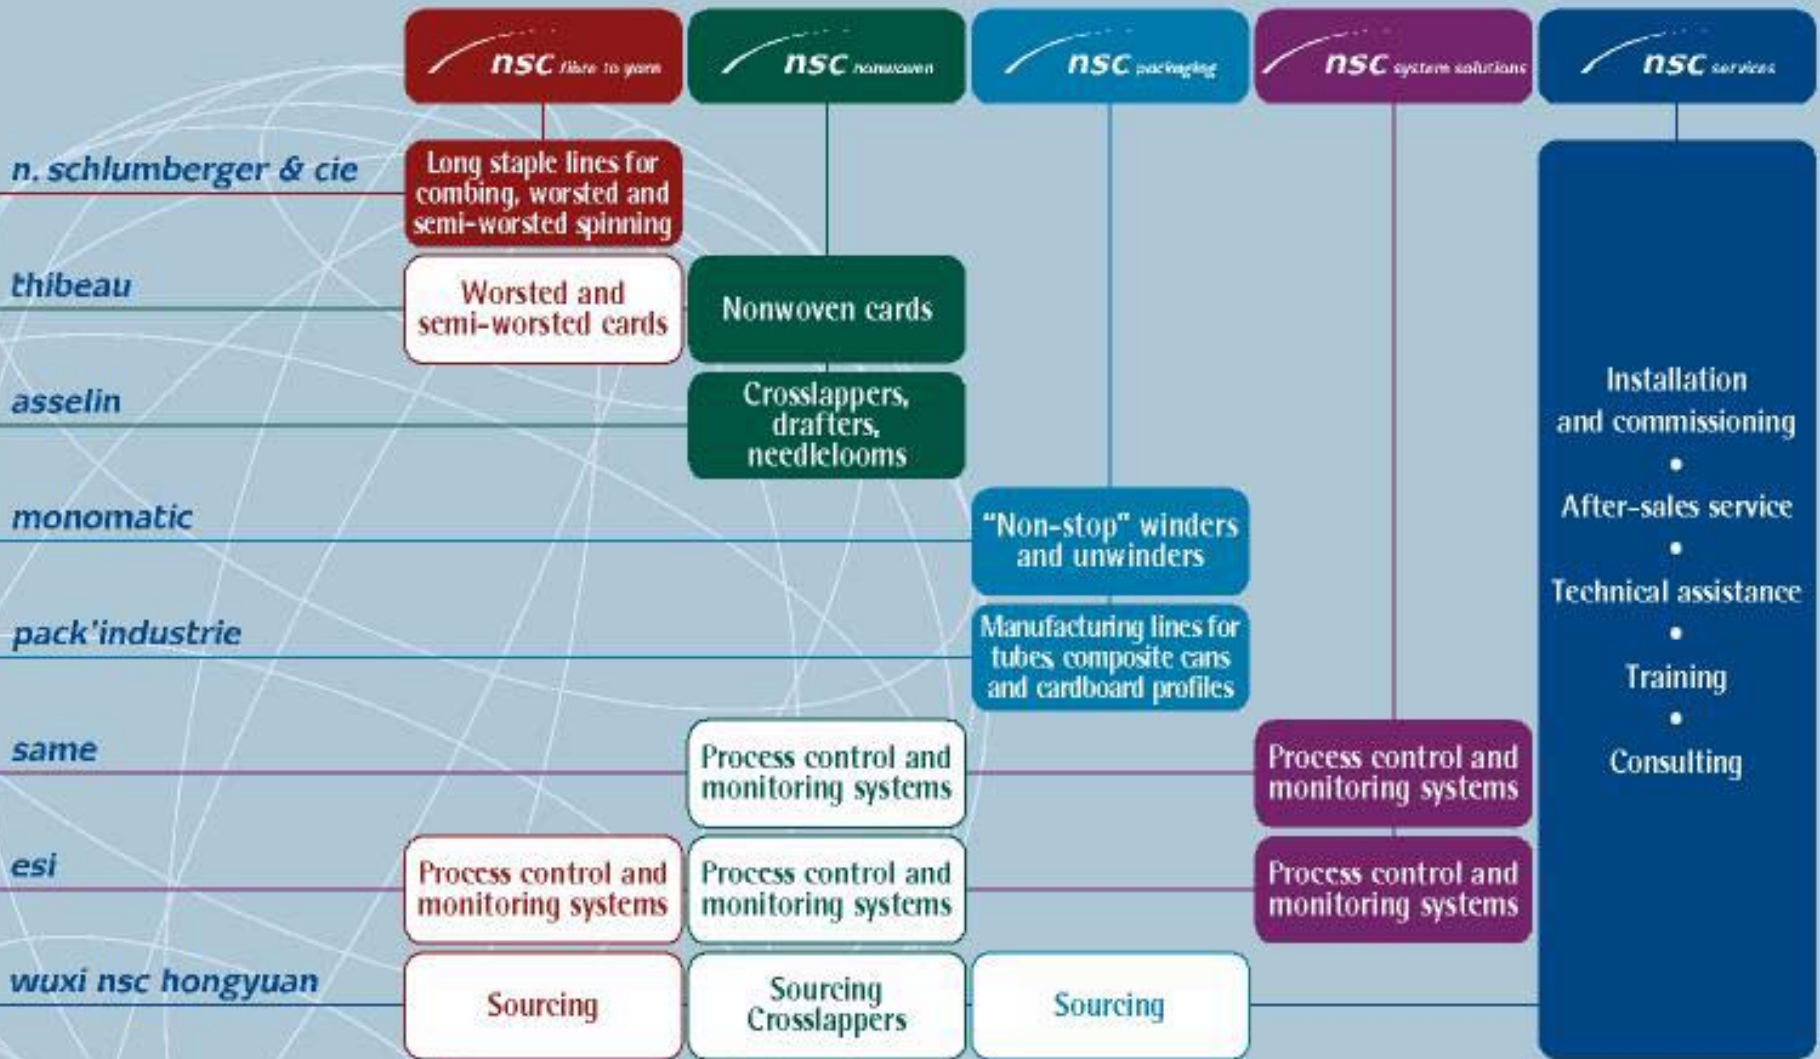 nsc fibre to yarn
nsc nonwoven
nsc packaging
nsc system solutions
nsc services
n. schlumberger & cie
Long staple lines for
combing, worsted and
semi-worsted spinning
thibeau
Worsted and
semi-worsted cards
Nonwoven cards
asselin
Crosslappers,
drafters,
needlelooms
monomatic
"Non-stop" winders
and unwinders
pack'industrie
Manufacturing lines for
tubes, composite cans
and cardboard profiles
same
Process control and
monitoring systems
Process control and
monitoring systems
esi
Process control and
monitoring systems
Process control and
monitoring systems
Process control and
monitoring systems
wuxi nsc hongyuan
Sourcing
Sourcing
Crosslappers
Sourcing
Installation
and commissioning
•
After-sales service
•
Technical assistance
•
Training
•
Consulting